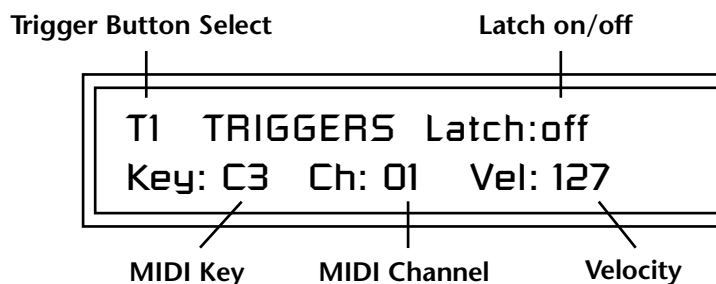 Trigger Button Select Latch on/off
T1 TRIGGERS Latch:off
Key: C3 Ch: 01 Vel: 127
MIDI Key MIDI Channel Velocity